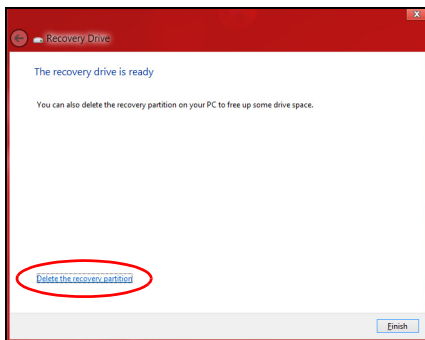 x
Recovery Drive
The recovery drive is ready
You can also delete the recovery partition on your PC to free up some drive space.
Delete the recovery partition
Finish